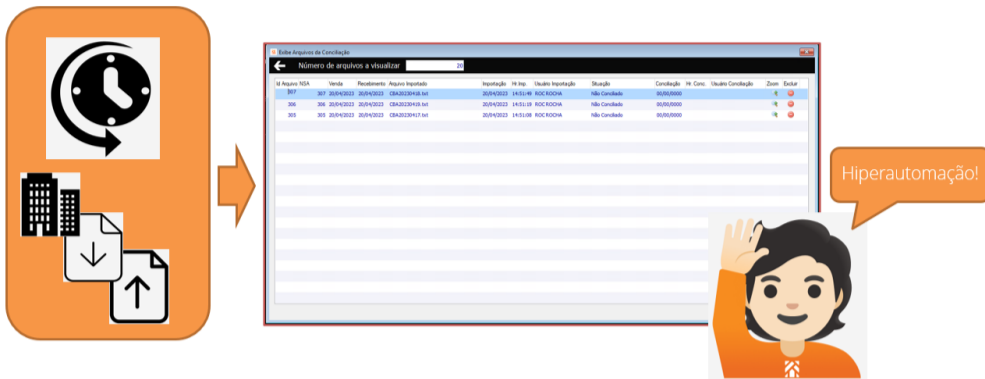 Exibe Arquivos da Conciliação
Número de arquivos a visualizar 20
Id Arquivo NSA Venda Recebimento Arquivo Importado Importação Hr Imp Usuário Importação Situação Conciliação Hr. Conc. Usuário Conciliação Zoom Excluir
307 307 20/04/2023 20/04/2023 CBA20230418.txt 20/04/2023 14:51:49 ROC ROCHA Não Conciliado 00/00/0000
306 306 20/04/2023 20/04/2023 20/04/2023 14:51:19 ROC ROCHA Não Conciliado 00/00/0000
305 305 20/04/2023 20/04/2023 CBA20230417.txt 20/04/2023 14:51:08 ROC ROCHA Não Conciliado 00/00/0000
Hiperautomação!